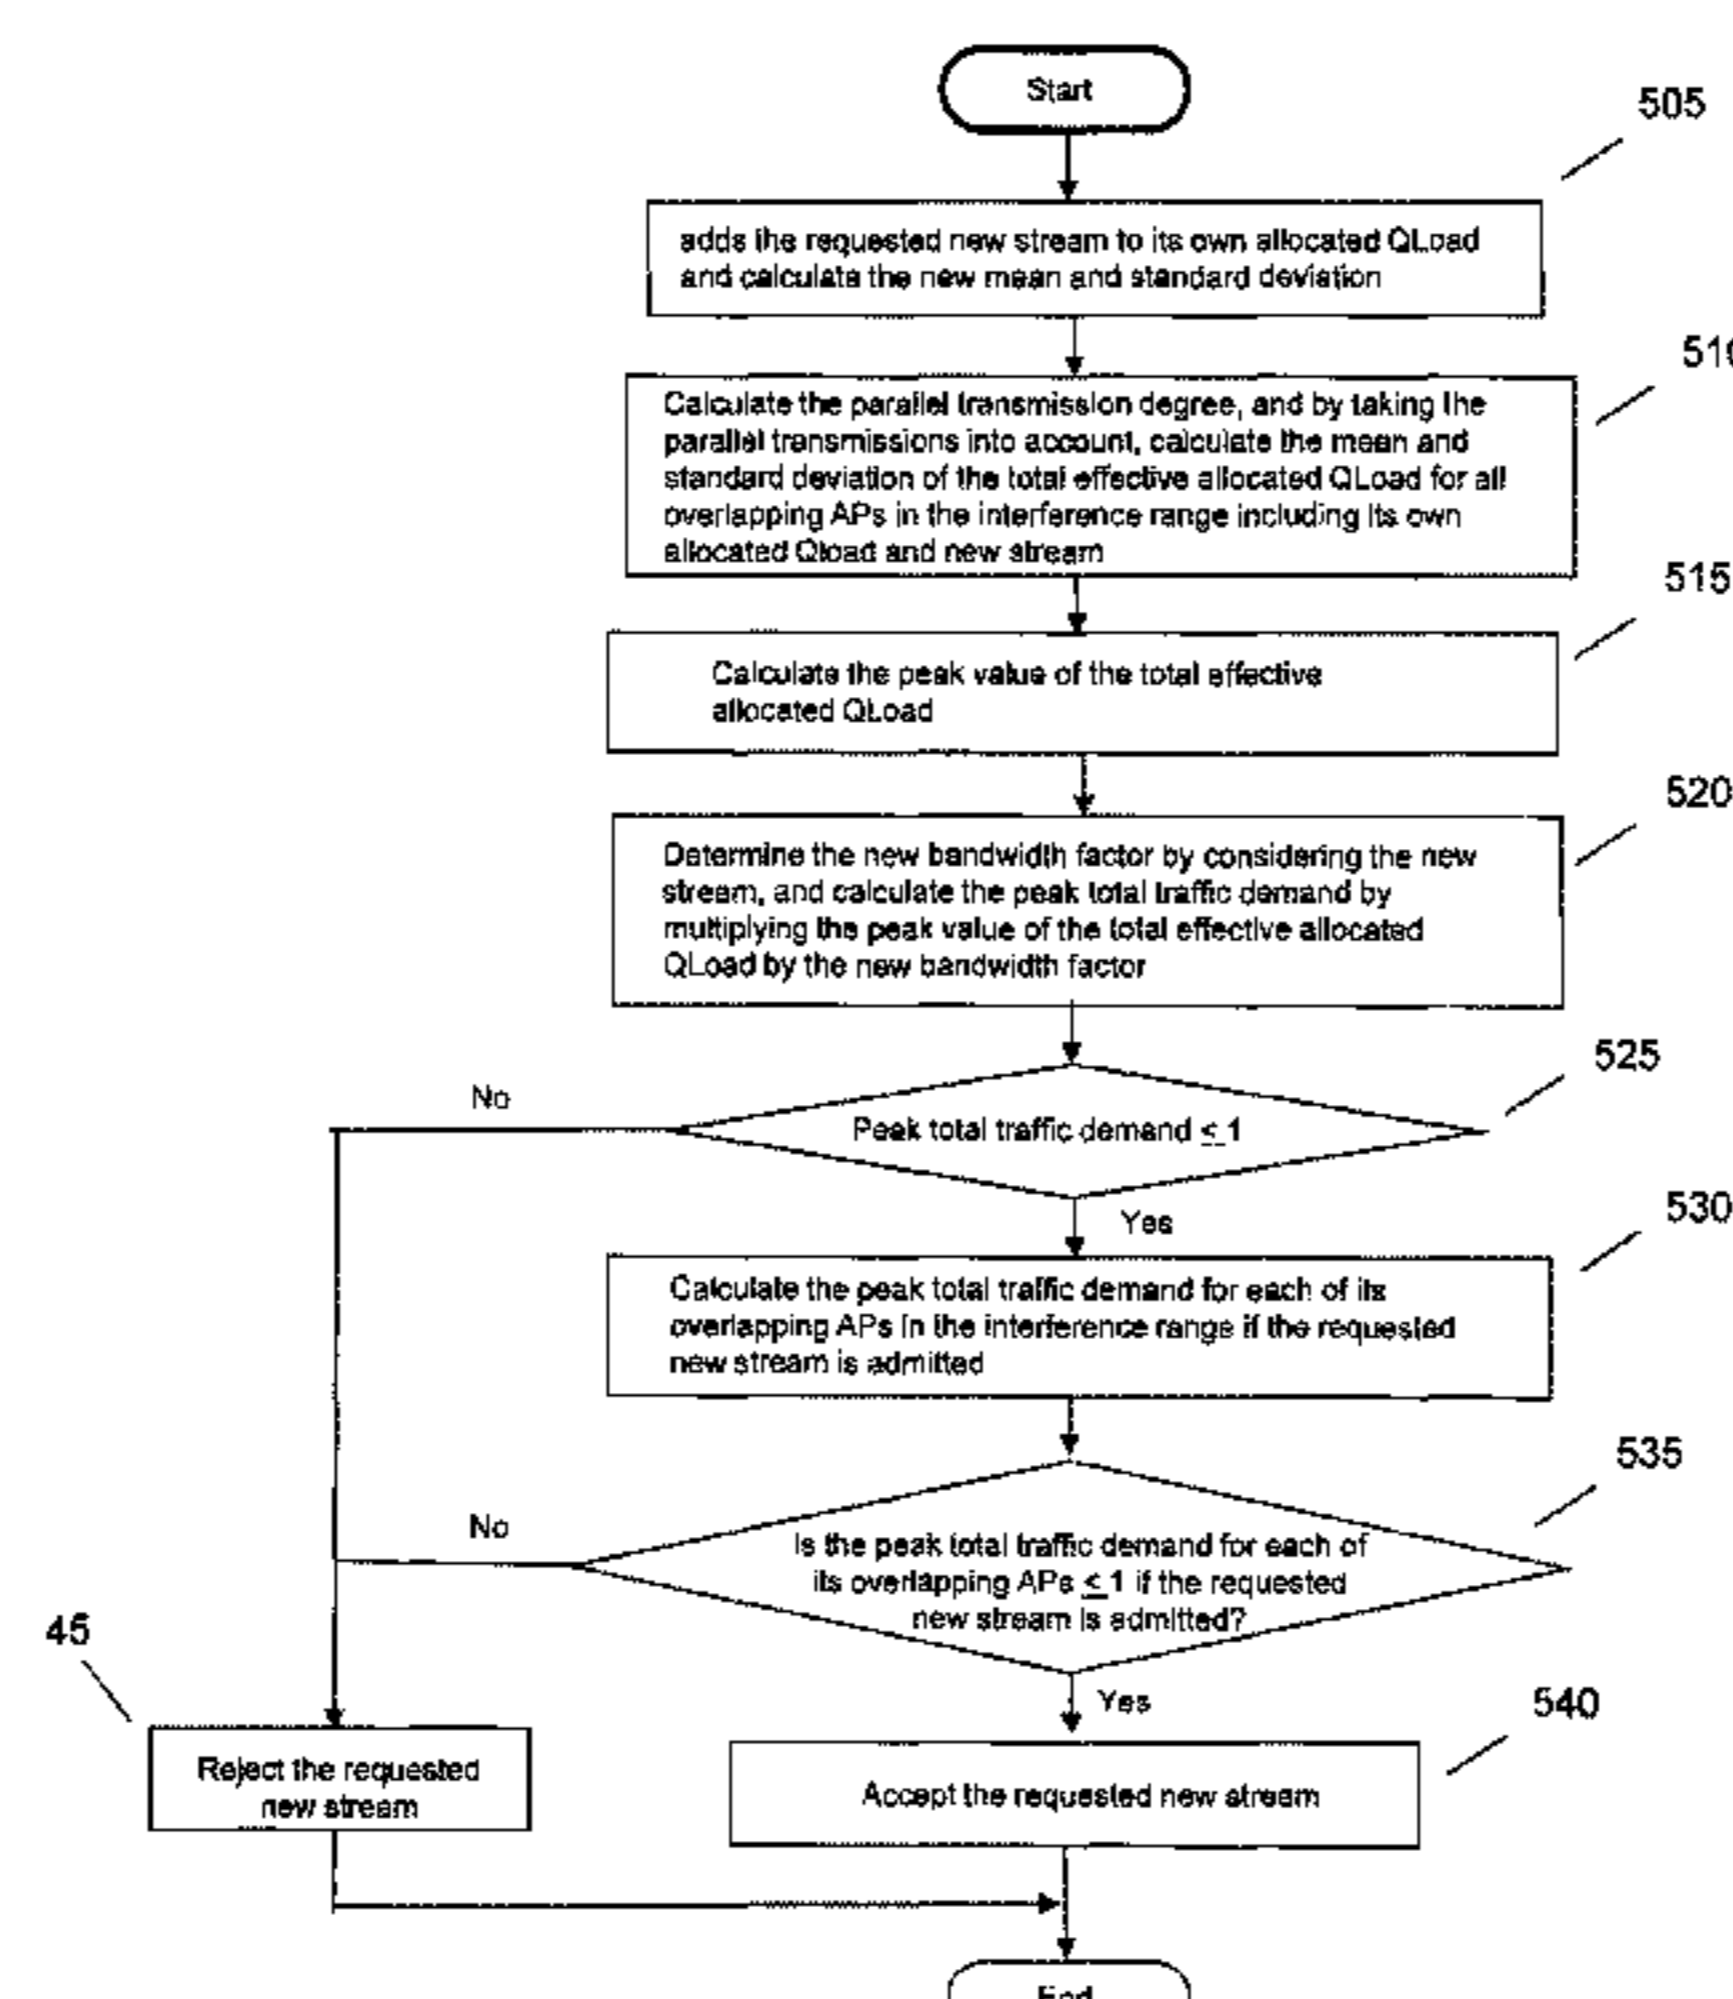 Start
505
adds the requested new stream to its own allocated QLoad
and calculate the new mean and standard deviation
510
Calculate the parallel transmission degree, and by taking the
parallel transmissions into account, calculate the mean and
standard deviation of the total effective allocated QLoad for all
overlapping APs in the interference range including its own
allocated Qload and new stream
515
Calculate the peak value of the total effective
allocated QLoad
520
Determine the new bandwidth factor by considering the new
stream, and calculate the peak total traffic demand by
multiplying the peak value of the total effective allocated
QLoad by the new bandwidth factor
525
No
Peak total traffic demand ≤ 1
Yes
530
Calculate the peak total traffic demand for each of its
overlapping APs in the interference range if the requested
new stream is admitted
535
No
Is the peak total traffic demand for each of
its overlapping APs ≤ 1 if the requested
new stream is admitted?
45
Yes
540
Reject the requested
new stream
Accept the requested new stream
End